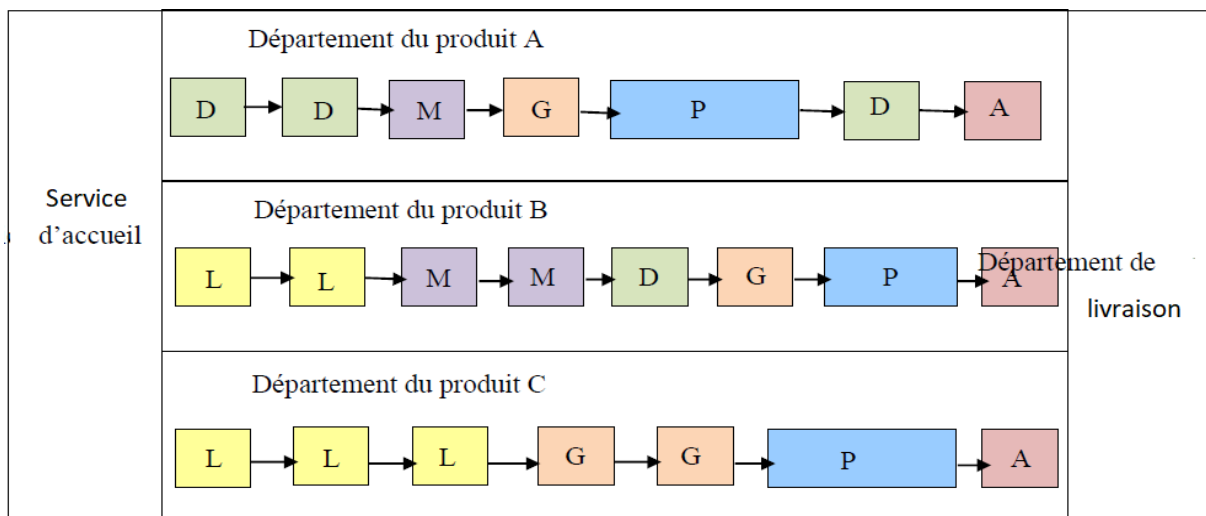 Département du produit A
D D M G P D A
Service
d'accueil
Département du produit B
L L M M D G P A
Département de
livraison
Département du produit C
L L L G G P A